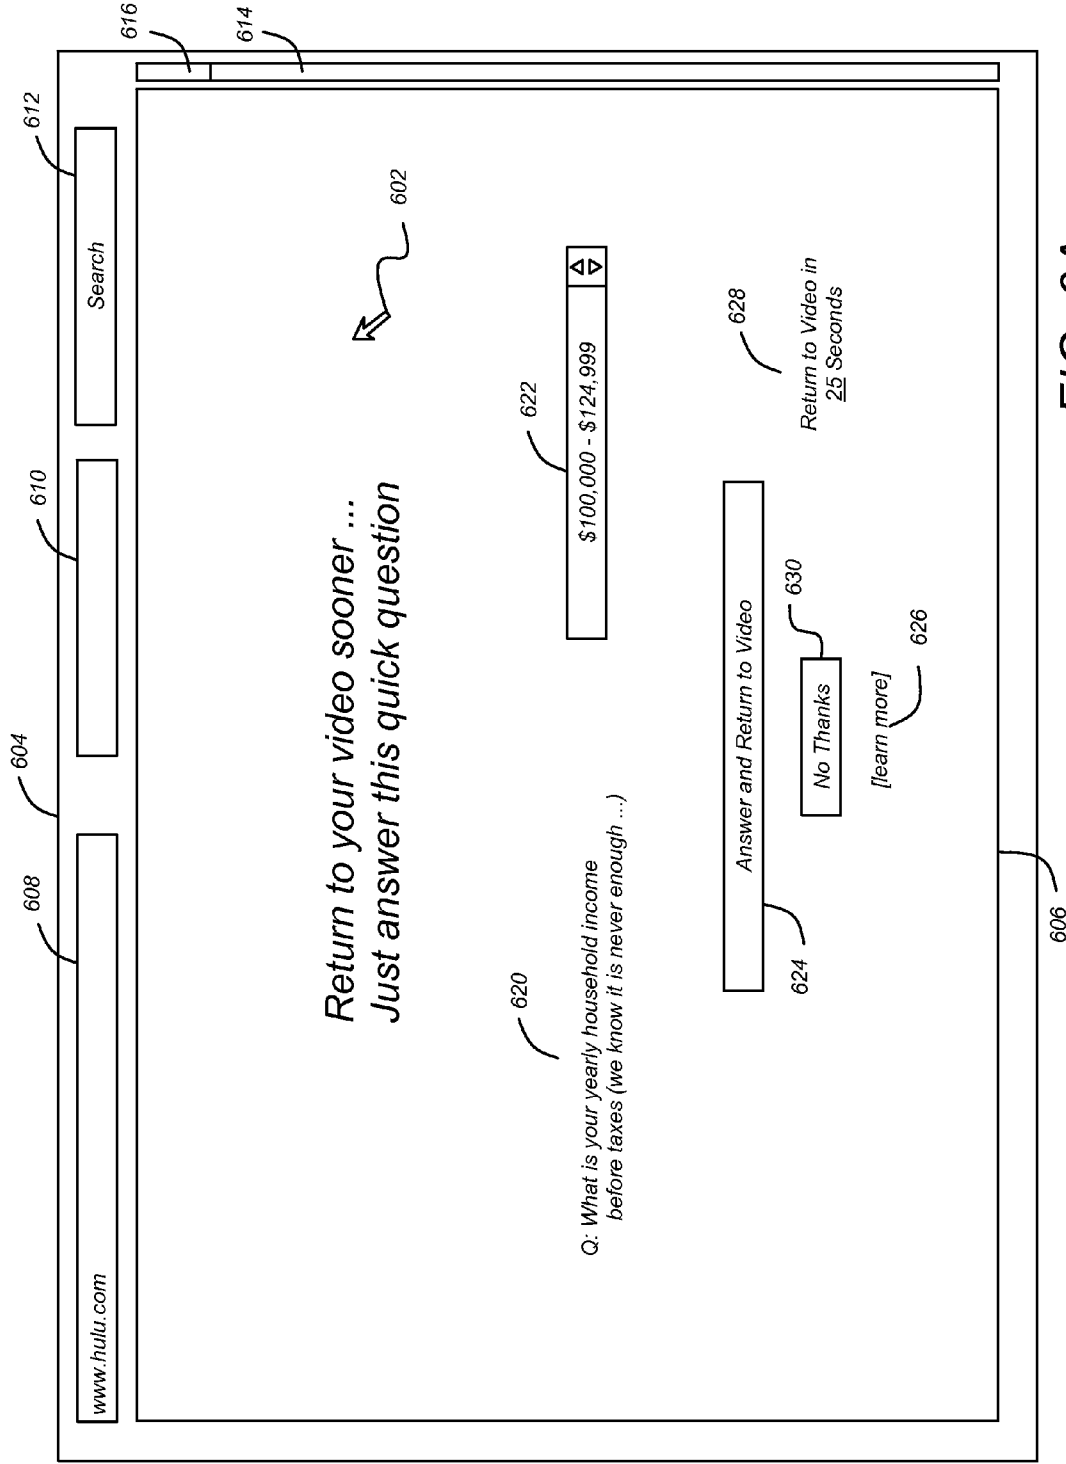 604
608
610
612
616
614
www.hulu.com
Search
Return to your video sooner ...
Just answer this quick question
602
620
622
Q: What is your yearly household income
before taxes (we know it is never enough ...)
$100,000 - $124,999
628
624
Answer and Return to Video
Return to Video in
25 Seconds
630
No Thanks
[learn more]
626
606